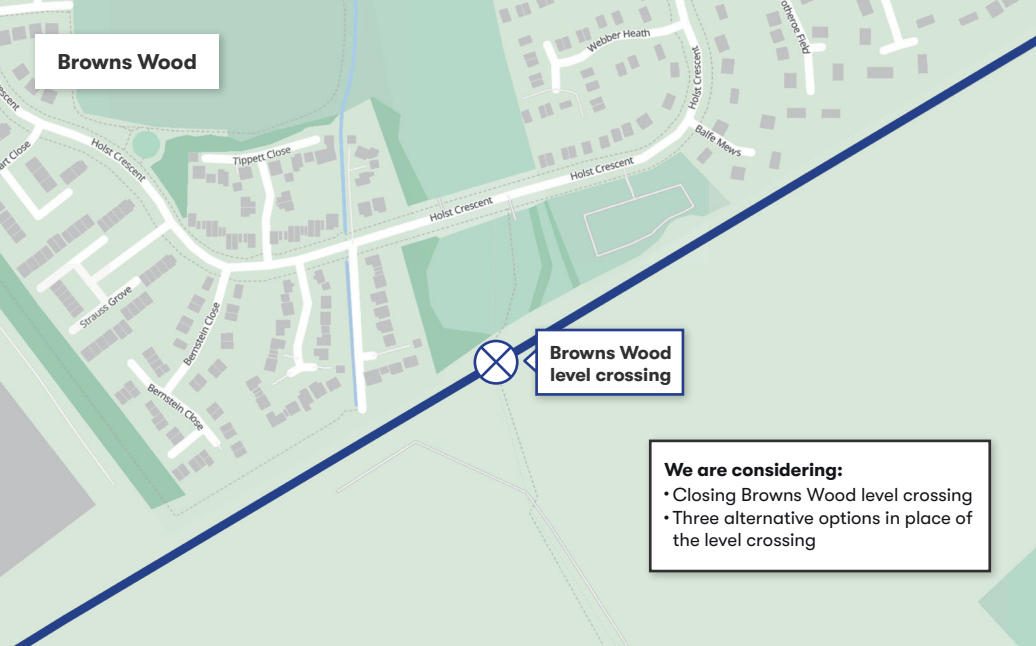 Browns Wood
Webber Heath
Holst Crescent
Balfe Mews
Holst Crescent
Tippett Close
Holst Crescent
Holst Crescent
Strauss Grove
Bernstein Close
Bernstein Close
Browns Wood
level crossing
We are considering:
• Closing Browns Wood level crossing
• Three alternative options in place of
the level crossing